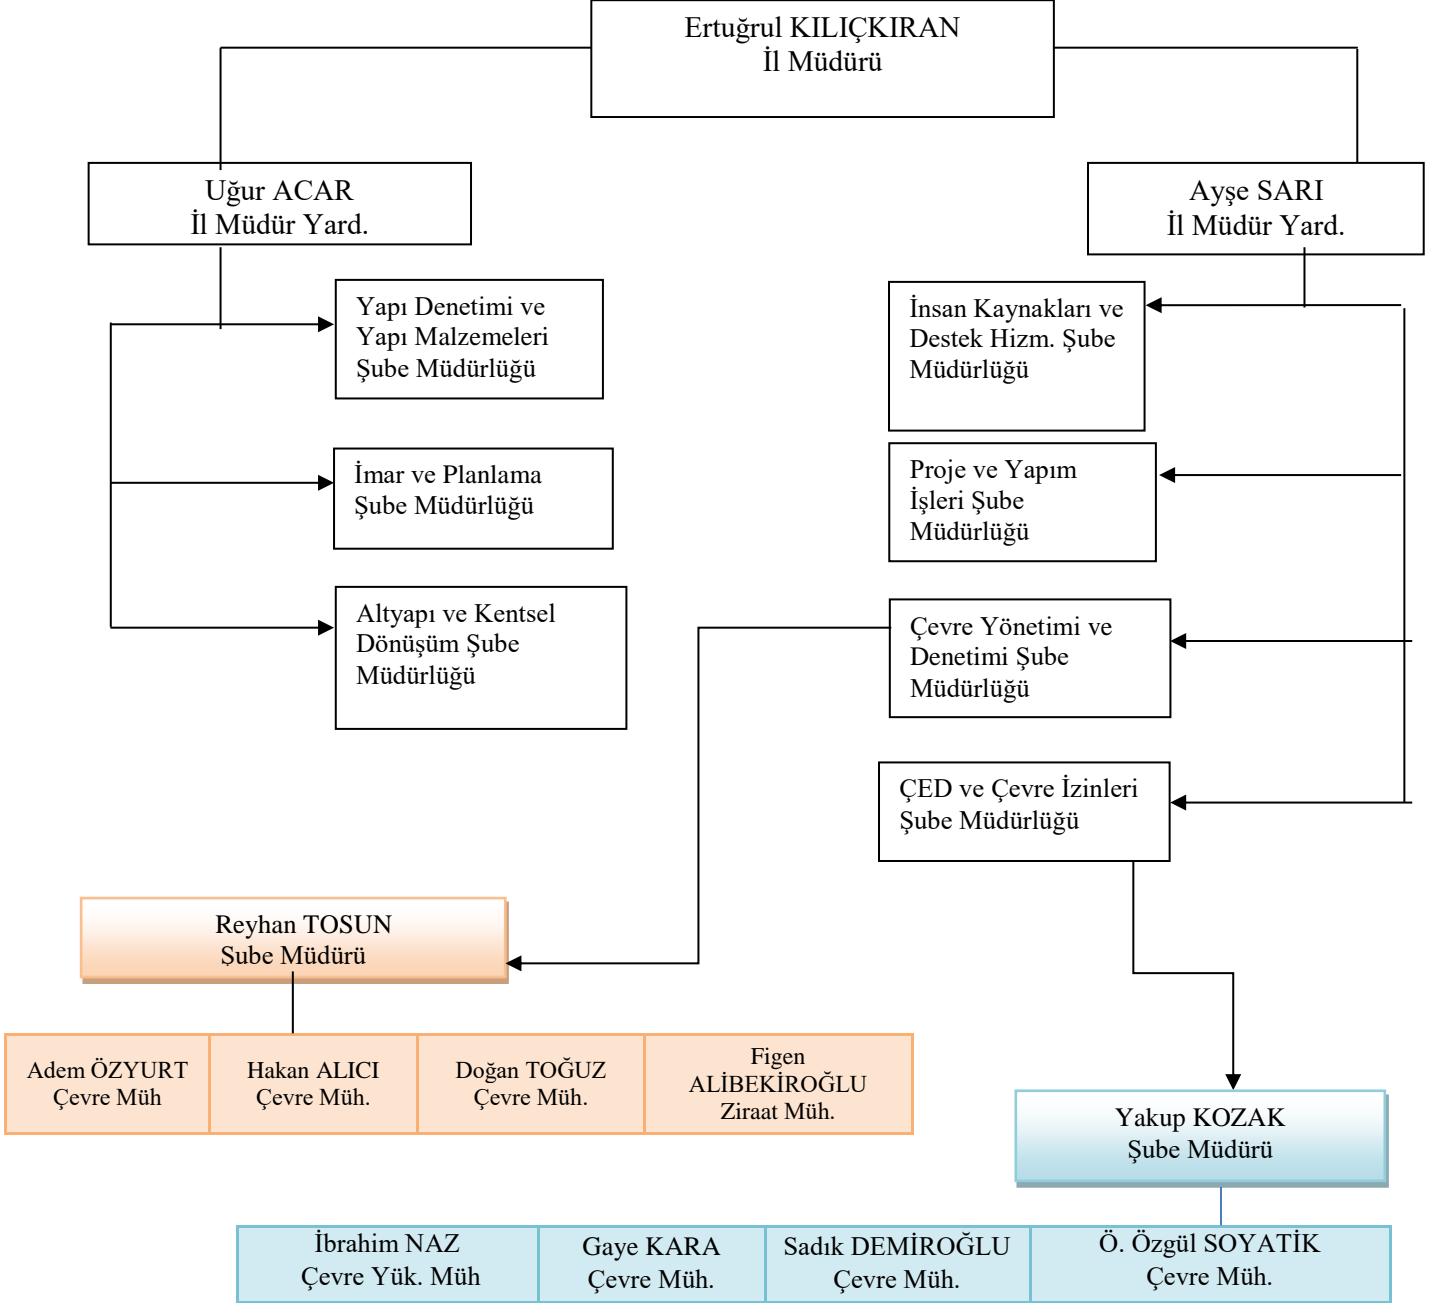 Ertuğrul KILIÇKIRAN
İl Müdürü
Uğur ACAR
İl Müdür Yard.
Ayşe SARI
İl Müdür Yard.
Yapı Denetimi ve
Yapı Malzemeleri
Şube Müdürlüğü
İmar ve Planlama
Şube Müdürlüğü
Altyapı ve Kentsel
Dönüşüm Şube
Müdürlüğü
İnsan Kaynakları ve
Destek Hizm. Şube
Müdürlüğü
Proje ve Yapım
İşleri Şube
Müdürlüğü
Çevre Yönetimi ve
Denetimi Şube
Müdürlüğü
ÇED ve Çevre İzinleri
Şube Müdürlüğü
Reyhan TOSUN
Şube Müdürü
Adem ÖZYURT
Çevre Müh
Hakan ALICI
Çevre Müh.
Doğan TOĞUZ
Çevre Müh.
Figen
ALİBEKİROĞLU
Ziraat Müh.
Yakup KOZAK
Şube Müdürü
İbrahim NAZ
Çevre Yük. Müh
Gaye KARA
Çevre Müh.
Sadık DEMİROĞLU
Çevre Müh.
Ö. Özgül SOYATİK
Çevre Müh.